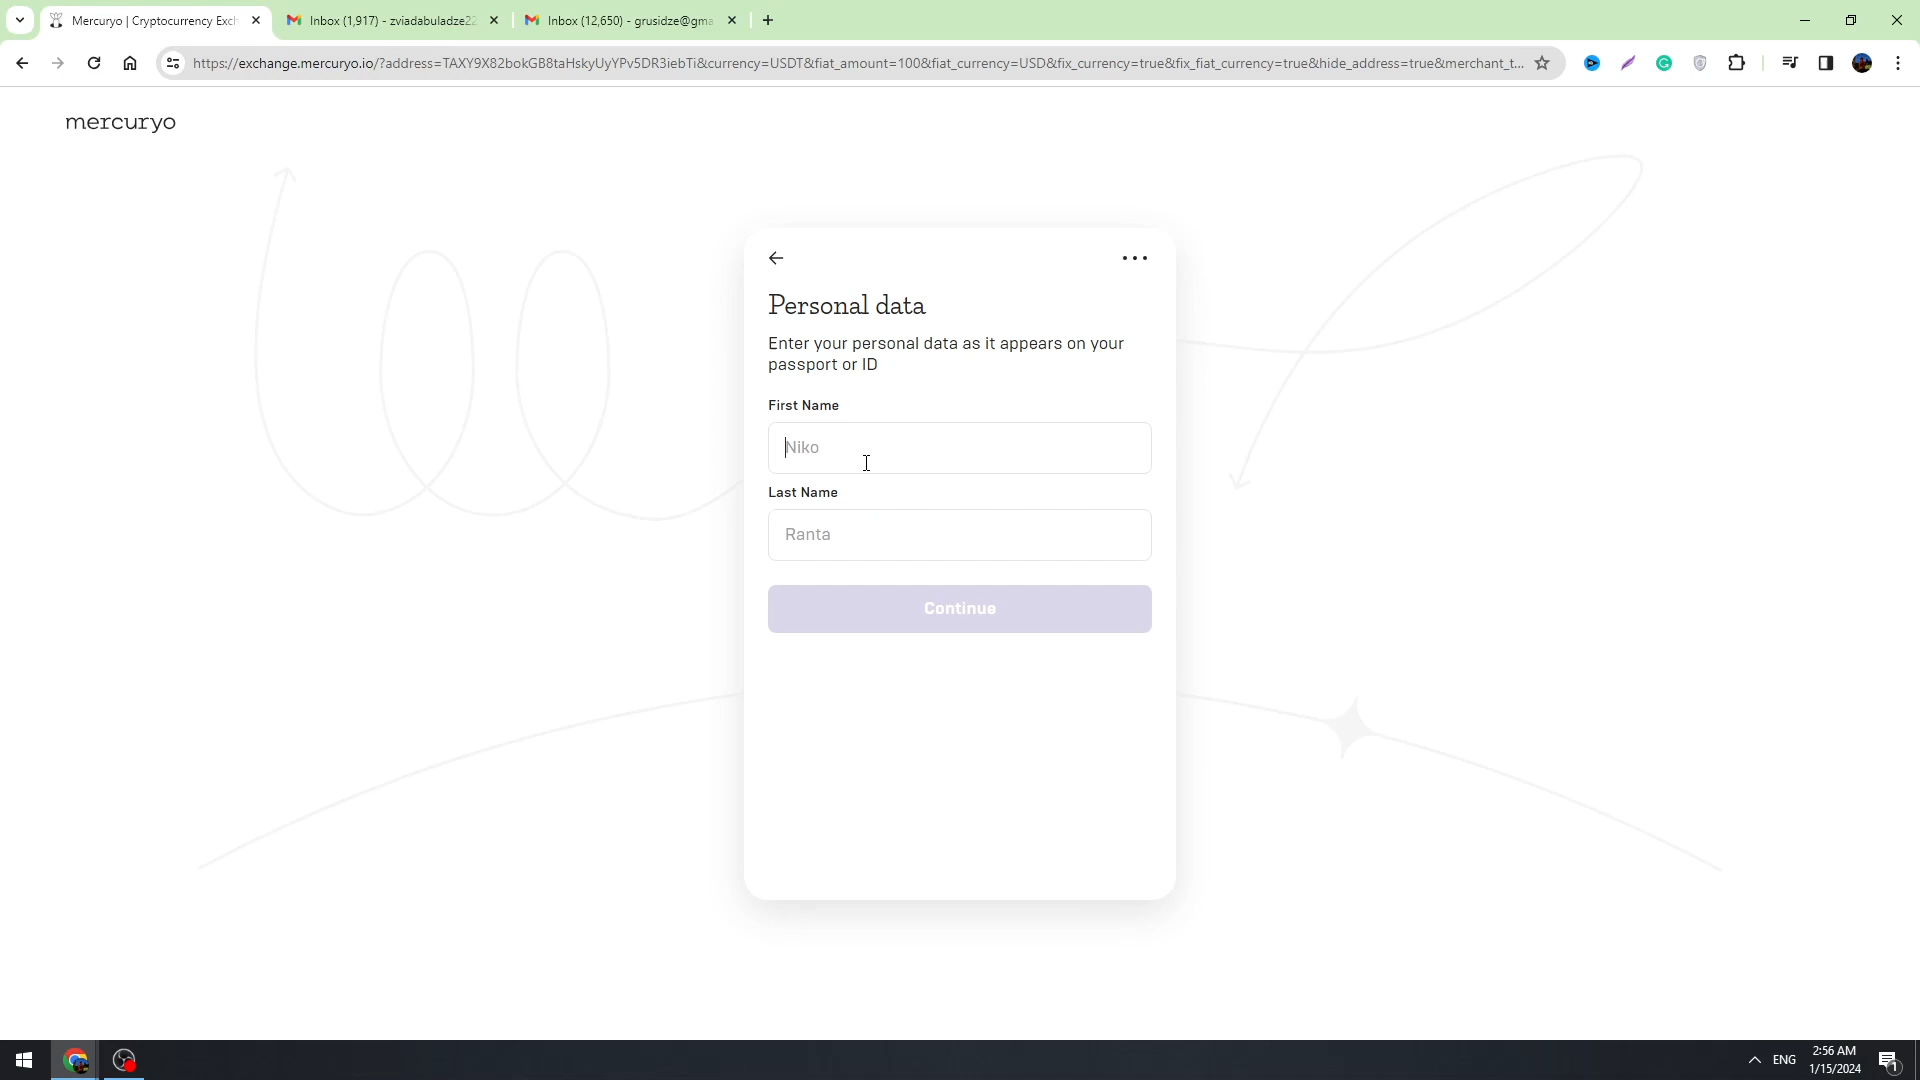 Mercuryo | Cryptocurrency Exch
Inbox (1,917) - zviadabuladze22
Inbox (12,650) - grusidze@gma
https://exchange.mercuryo.io/?address=TAXY9X82bokGB8taHskyUyYPv5DR3iebTi&currency=USDT&fiat_amount=100&fiat_currency=USD&fix_currency=true&fix_fiat_currency=true&hide_address=true&merchant_t...
mercuryo
Personal data
Enter your personal data as it appears on your
passport or ID
First Name
Niko
Last Name
Ranta
Continue
ENG
2:56 AM
1/15/2024
1